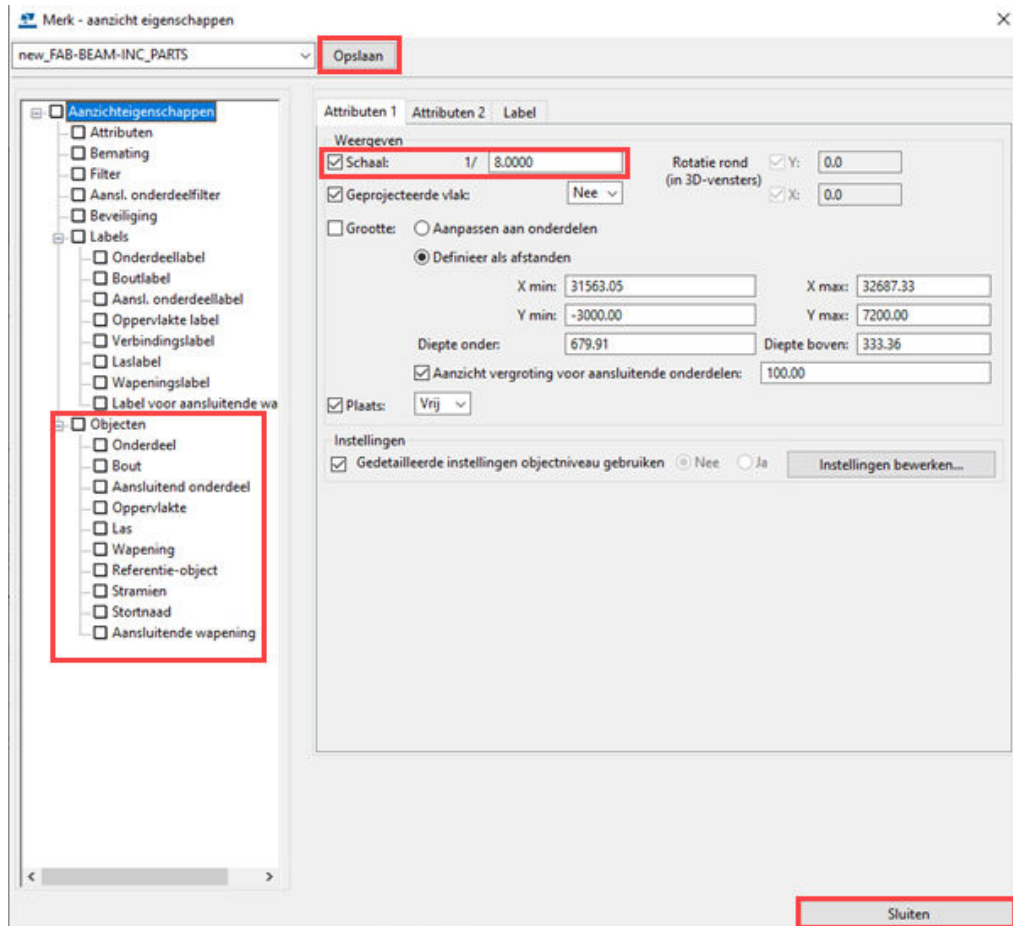 Merk - aanzicht eigenschappen
new_FAB-BEAM-INC_PARTS
Opslaan
Aanzichteigenschappen
Attributen
Bemating
Filter
Aansl. onderdeelfilter
Beveiliging
Labels
Onderdeellabel
Boutlabel
Aansl. onderdeellabel
Oppervlakte label
Verbindingslabel
Laslabel
Wapeningslabel
Label voor aansluitende wa
Objecten
Onderdeel
Bout
Aansluitend onderdeel
Oppervlakte
Las
Wapening
Referentie-object
Stramien
Stortnaad
Aansluitende wapening
Attributen 1 Attributen 2 Label
Weergeven
Schaal: 1/ 8.0000
Rotatie rond Y: 0.0
(in 3D-vensters) X: 0.0
Geprojecteerde vlak: Nee
Grootte: Aanpassen aan onderdelen
Definieer als afstanden
X min: 31563.05 X max: 32687.33
Y min: -3000.00 Y max: 7200.00
Diepte onder: 679.91 Diepte boven: 333.36
Aanzicht vergroting voor aansluitende onderdelen: 100.00
Plaats: Vrij
Instellingen
Gedetailleerde instellingen objectniveau gebruiken Nee Ja Instellingen bewerken...
Sluiten